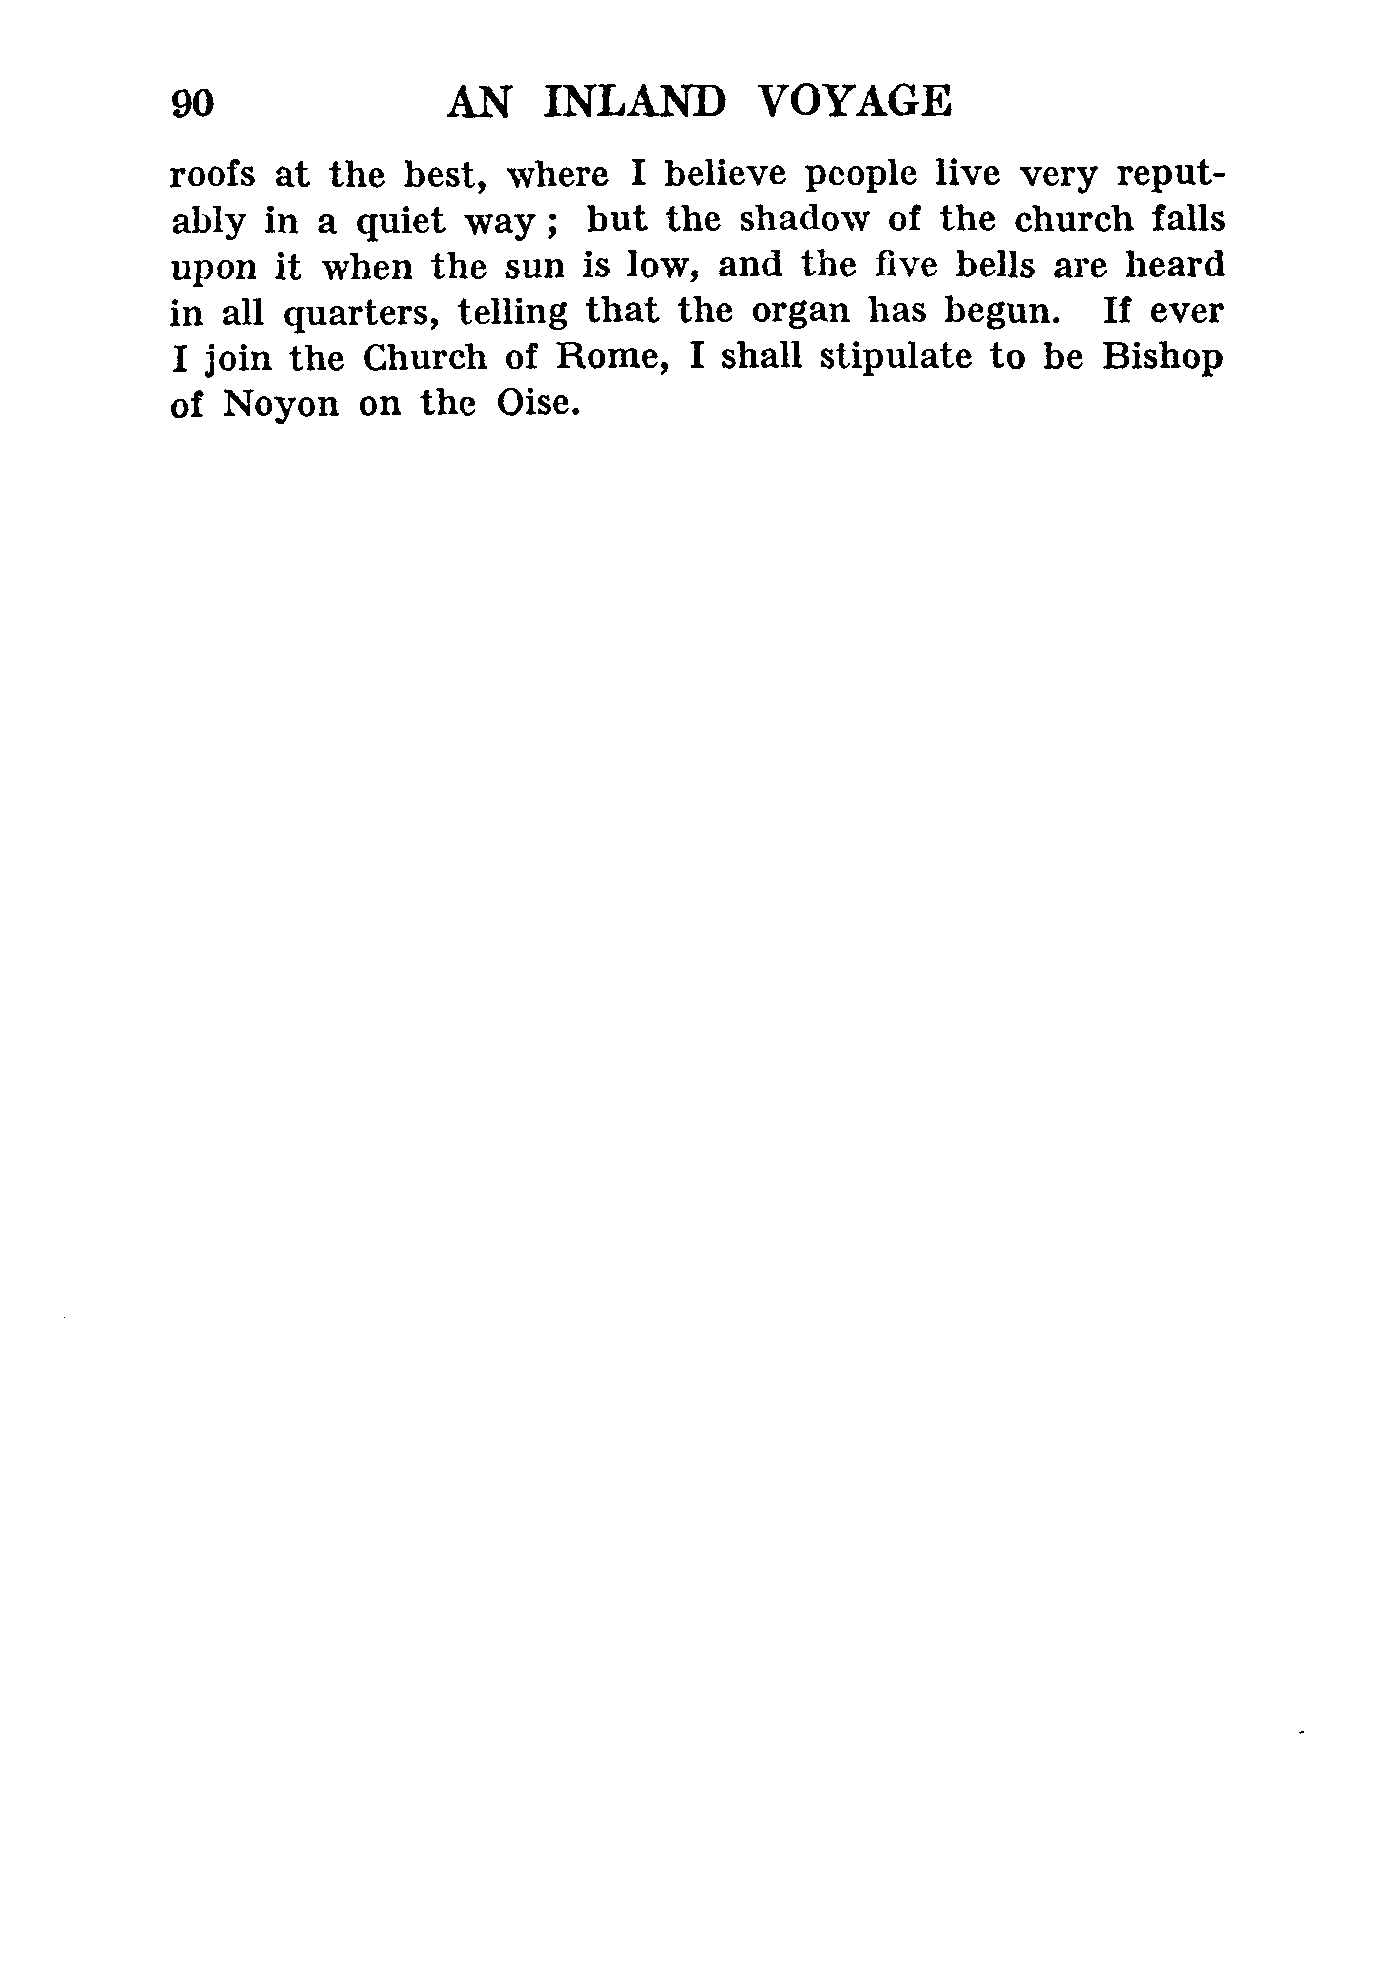 90 AN INLAND VOYAGE
roofs at the best, where I believe people live very reput-
ably in a quiet way ; but the shadow of the church falls
upon it when the sun is low, and the five bells are heard
in all quarters, telling that the organ has begun. If ever
I join the Church of Rome, I shall stipulate to be Bishop
of Noyon on the Oise.